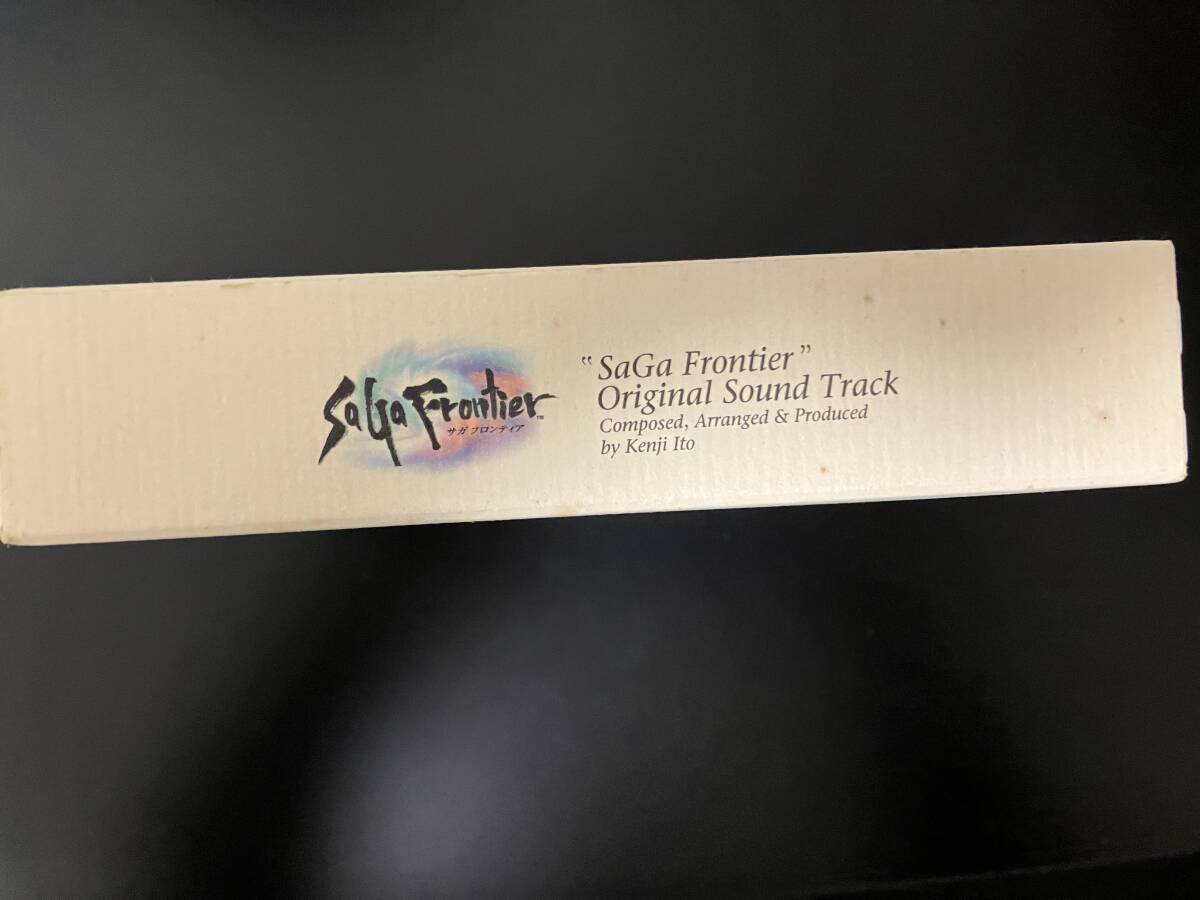 SaGa Frontier™
サガ フロンティア
“SaGa Frontier”
Original Sound Track
Composed, Arranged & Produced
by Kenji Ito